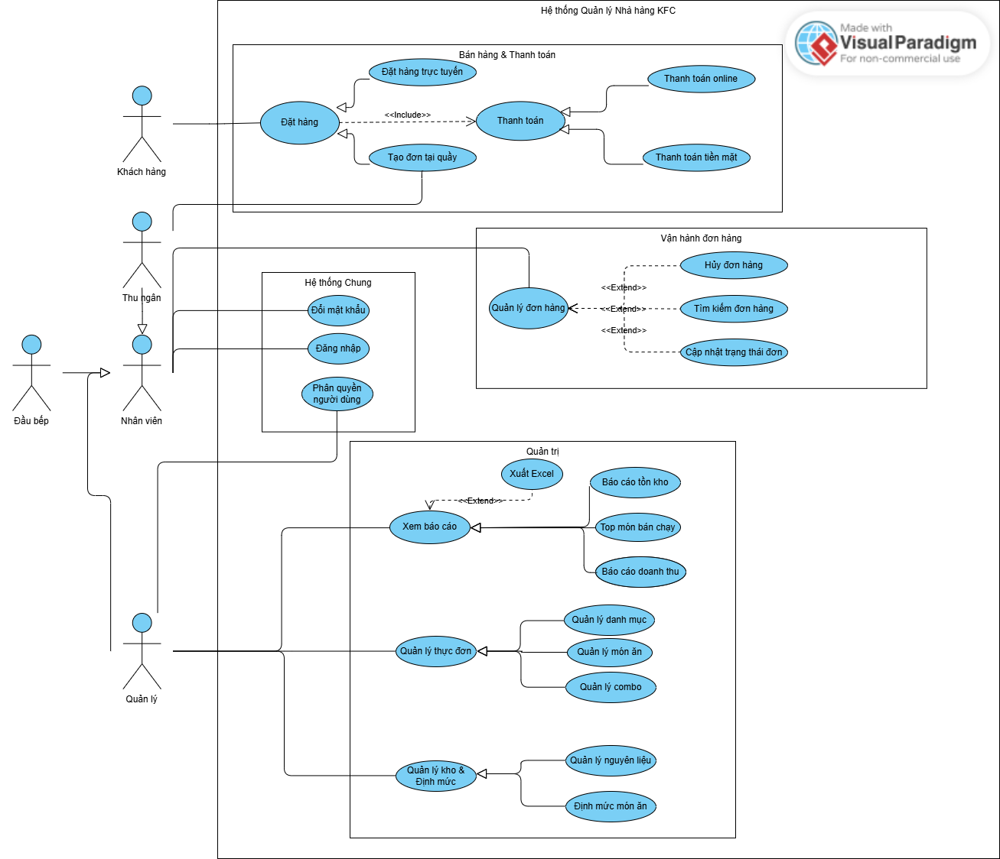 Hệ thống Quản lý Nhà hàng KFC
Made with
Visual Paradigm
For non-commercial use
Bán hàng & Thanh toán
Đặt hàng trực tuyến
Thanh toán online
Đặt hàng
<<Include>>
Thanh toán
Tạo đơn tại quầy
Thanh toán tiền mặt
Khách hàng
Thu ngân
Vận hành đơn hàng
Hủy đơn hàng
<<Extend>>
Quản lý đơn hàng
<<Extend>>
Tìm kiếm đơn hàng
<<Extend>>
Cập nhật trạng thái đơn
Hệ thống Chung
Đổi mật khẩu
Đăng nhập
Phân quyền
người dùng
Đầu bếp
Nhân viên
Quản trị
Xuất Excel
<<Extend>>
Báo cáo tồn kho
Xem báo cáo
Top món bán chạy
Báo cáo doanh thu
Quản lý danh mục
Quản lý thực đơn
Quản lý món ăn
Quản lý combo
Quản lý
Quản lý nguyên liệu
Quản lý kho &
Định mức
Định mức món ăn